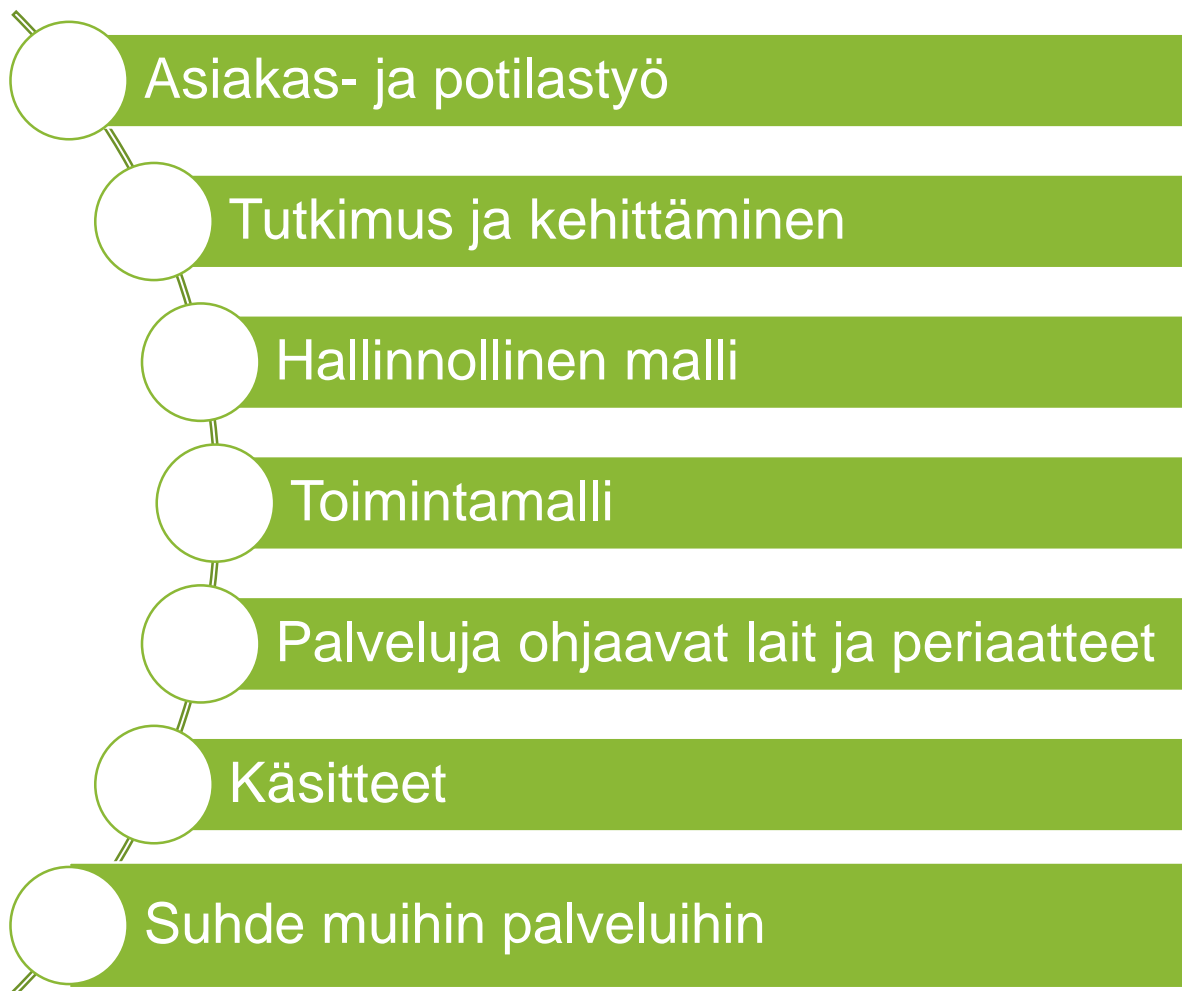 Asiakas- ja potilastyö
Tutkimus ja kehittäminen
Hallinnollinen malli
Toimintamalli
Palveluja ohjaavat lait ja periaatteet
Käsitteet
Suhde muihin palveluihin